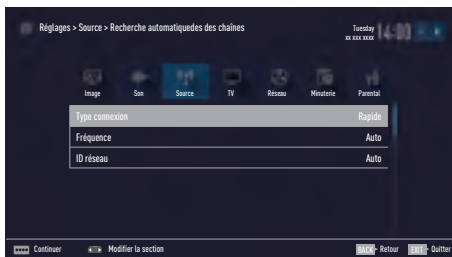 Réglages > Source > Recherche automatiquedes des chaînes
Tuesday
xx xxx xxxx
14:00
Image Son Source TV Réseau Minuterie Parental
Type connexion Rapide
Fréquence Auto
ID réseau Auto
Continuer Modifier la section BACK Retour EXIT Quitter